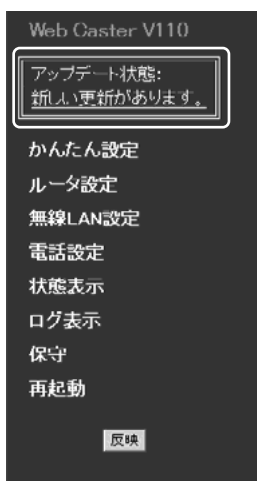 Web Caster V110
アップデート状態:
新しい更新があります。
かんたん設定
ルータ設定
無線LAN設定
電話設定
状態表示
ログ表示
保守
再起動
反映